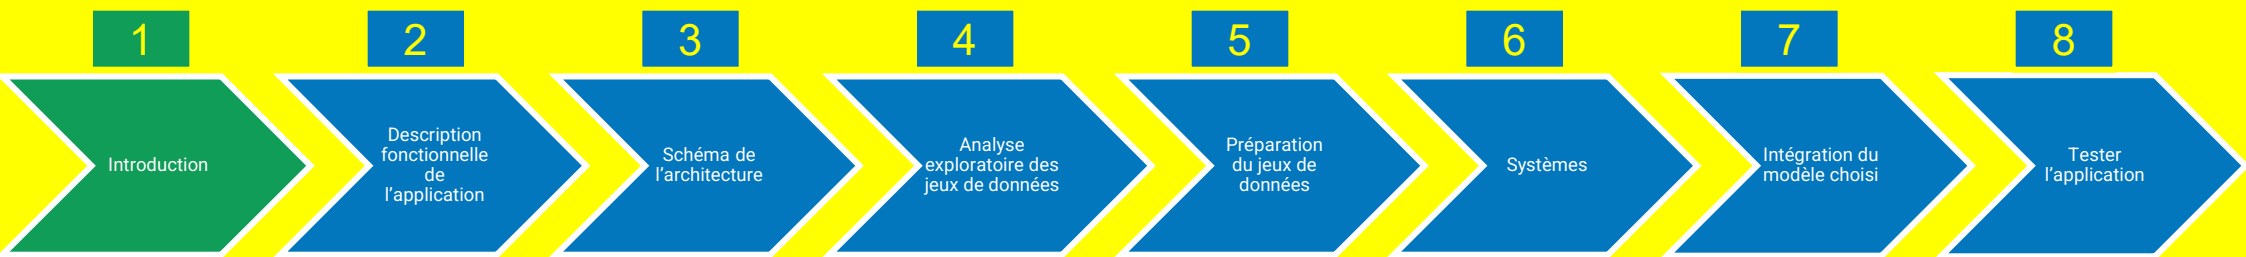 1
2
3
4
5
6
7
8
Introduction
Description
fonctionnelle
de
l’application
Schéma de
l’architecture
Analyse
exploratoire des
jeux de données
Préparation
du jeux de
données
Systèmes
Intégration du
modèle choisi
Tester
l’application